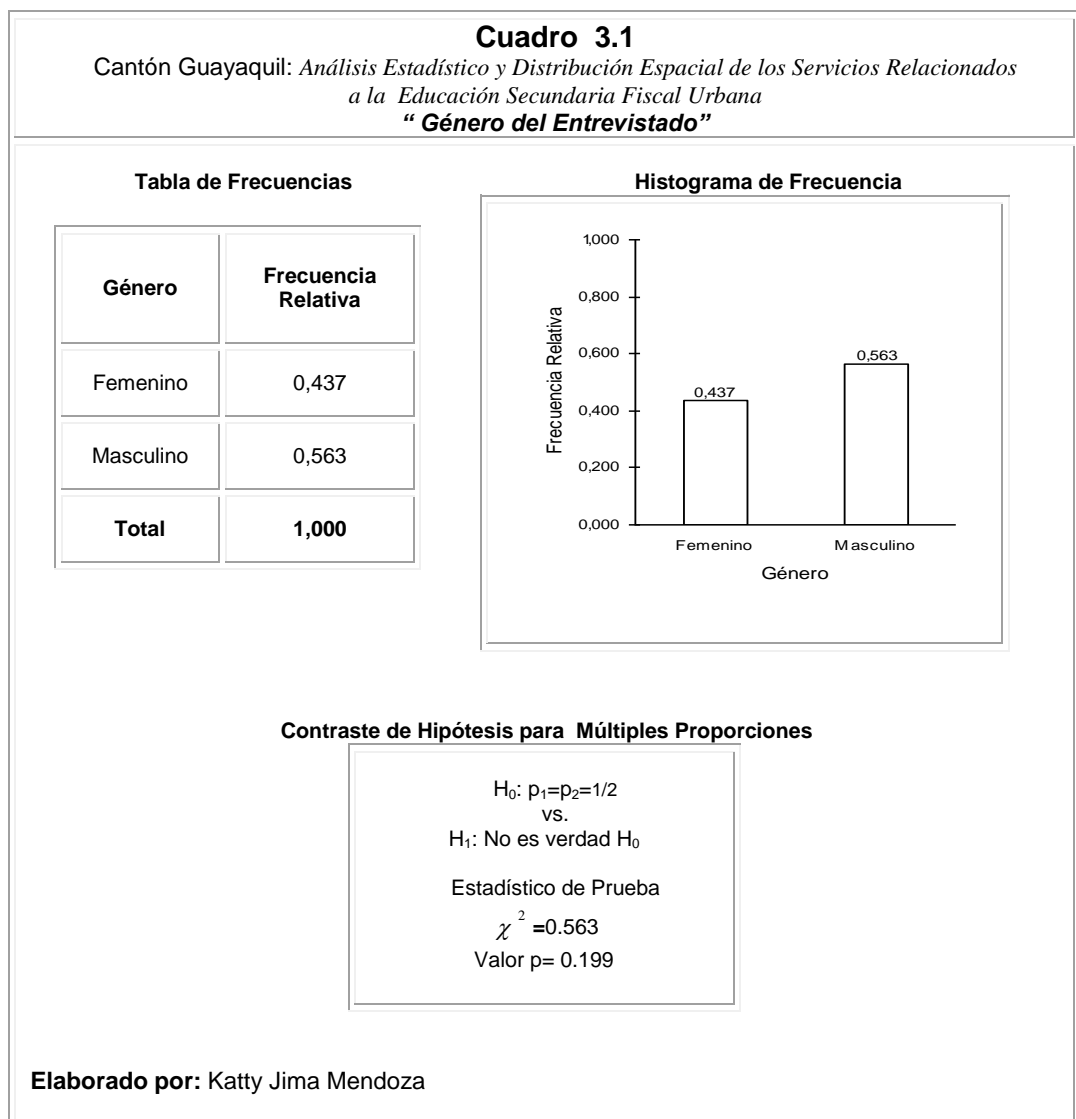 Cuadro 3.1
Cantón Guayaquil: Análisis Estadístico y Distribución Espacial de los Servicios Relacionados
a la Educación Secundaria Fiscal Urbana
“ Género del Entrevistado”
Tabla de Frecuencias
Género Frecuencia Relativa
Femenino 0,437
Masculino 0,563
Total 1,000
Histograma de Frecuencia
Frecuencia Relativa
1,000
0,800
0,600
0,400
0,200
0,000
0,437
0,563
Femenino Masculino
Género
Contraste de Hipótesis para Múltiples Proporciones
H₀: p₁=p₂=1/2
vs.
H₁: No es verdad H₀
Estadístico de Prueba
χ² =0.563
Valor p= 0.199
Elaborado por: Katty Jima Mendoza